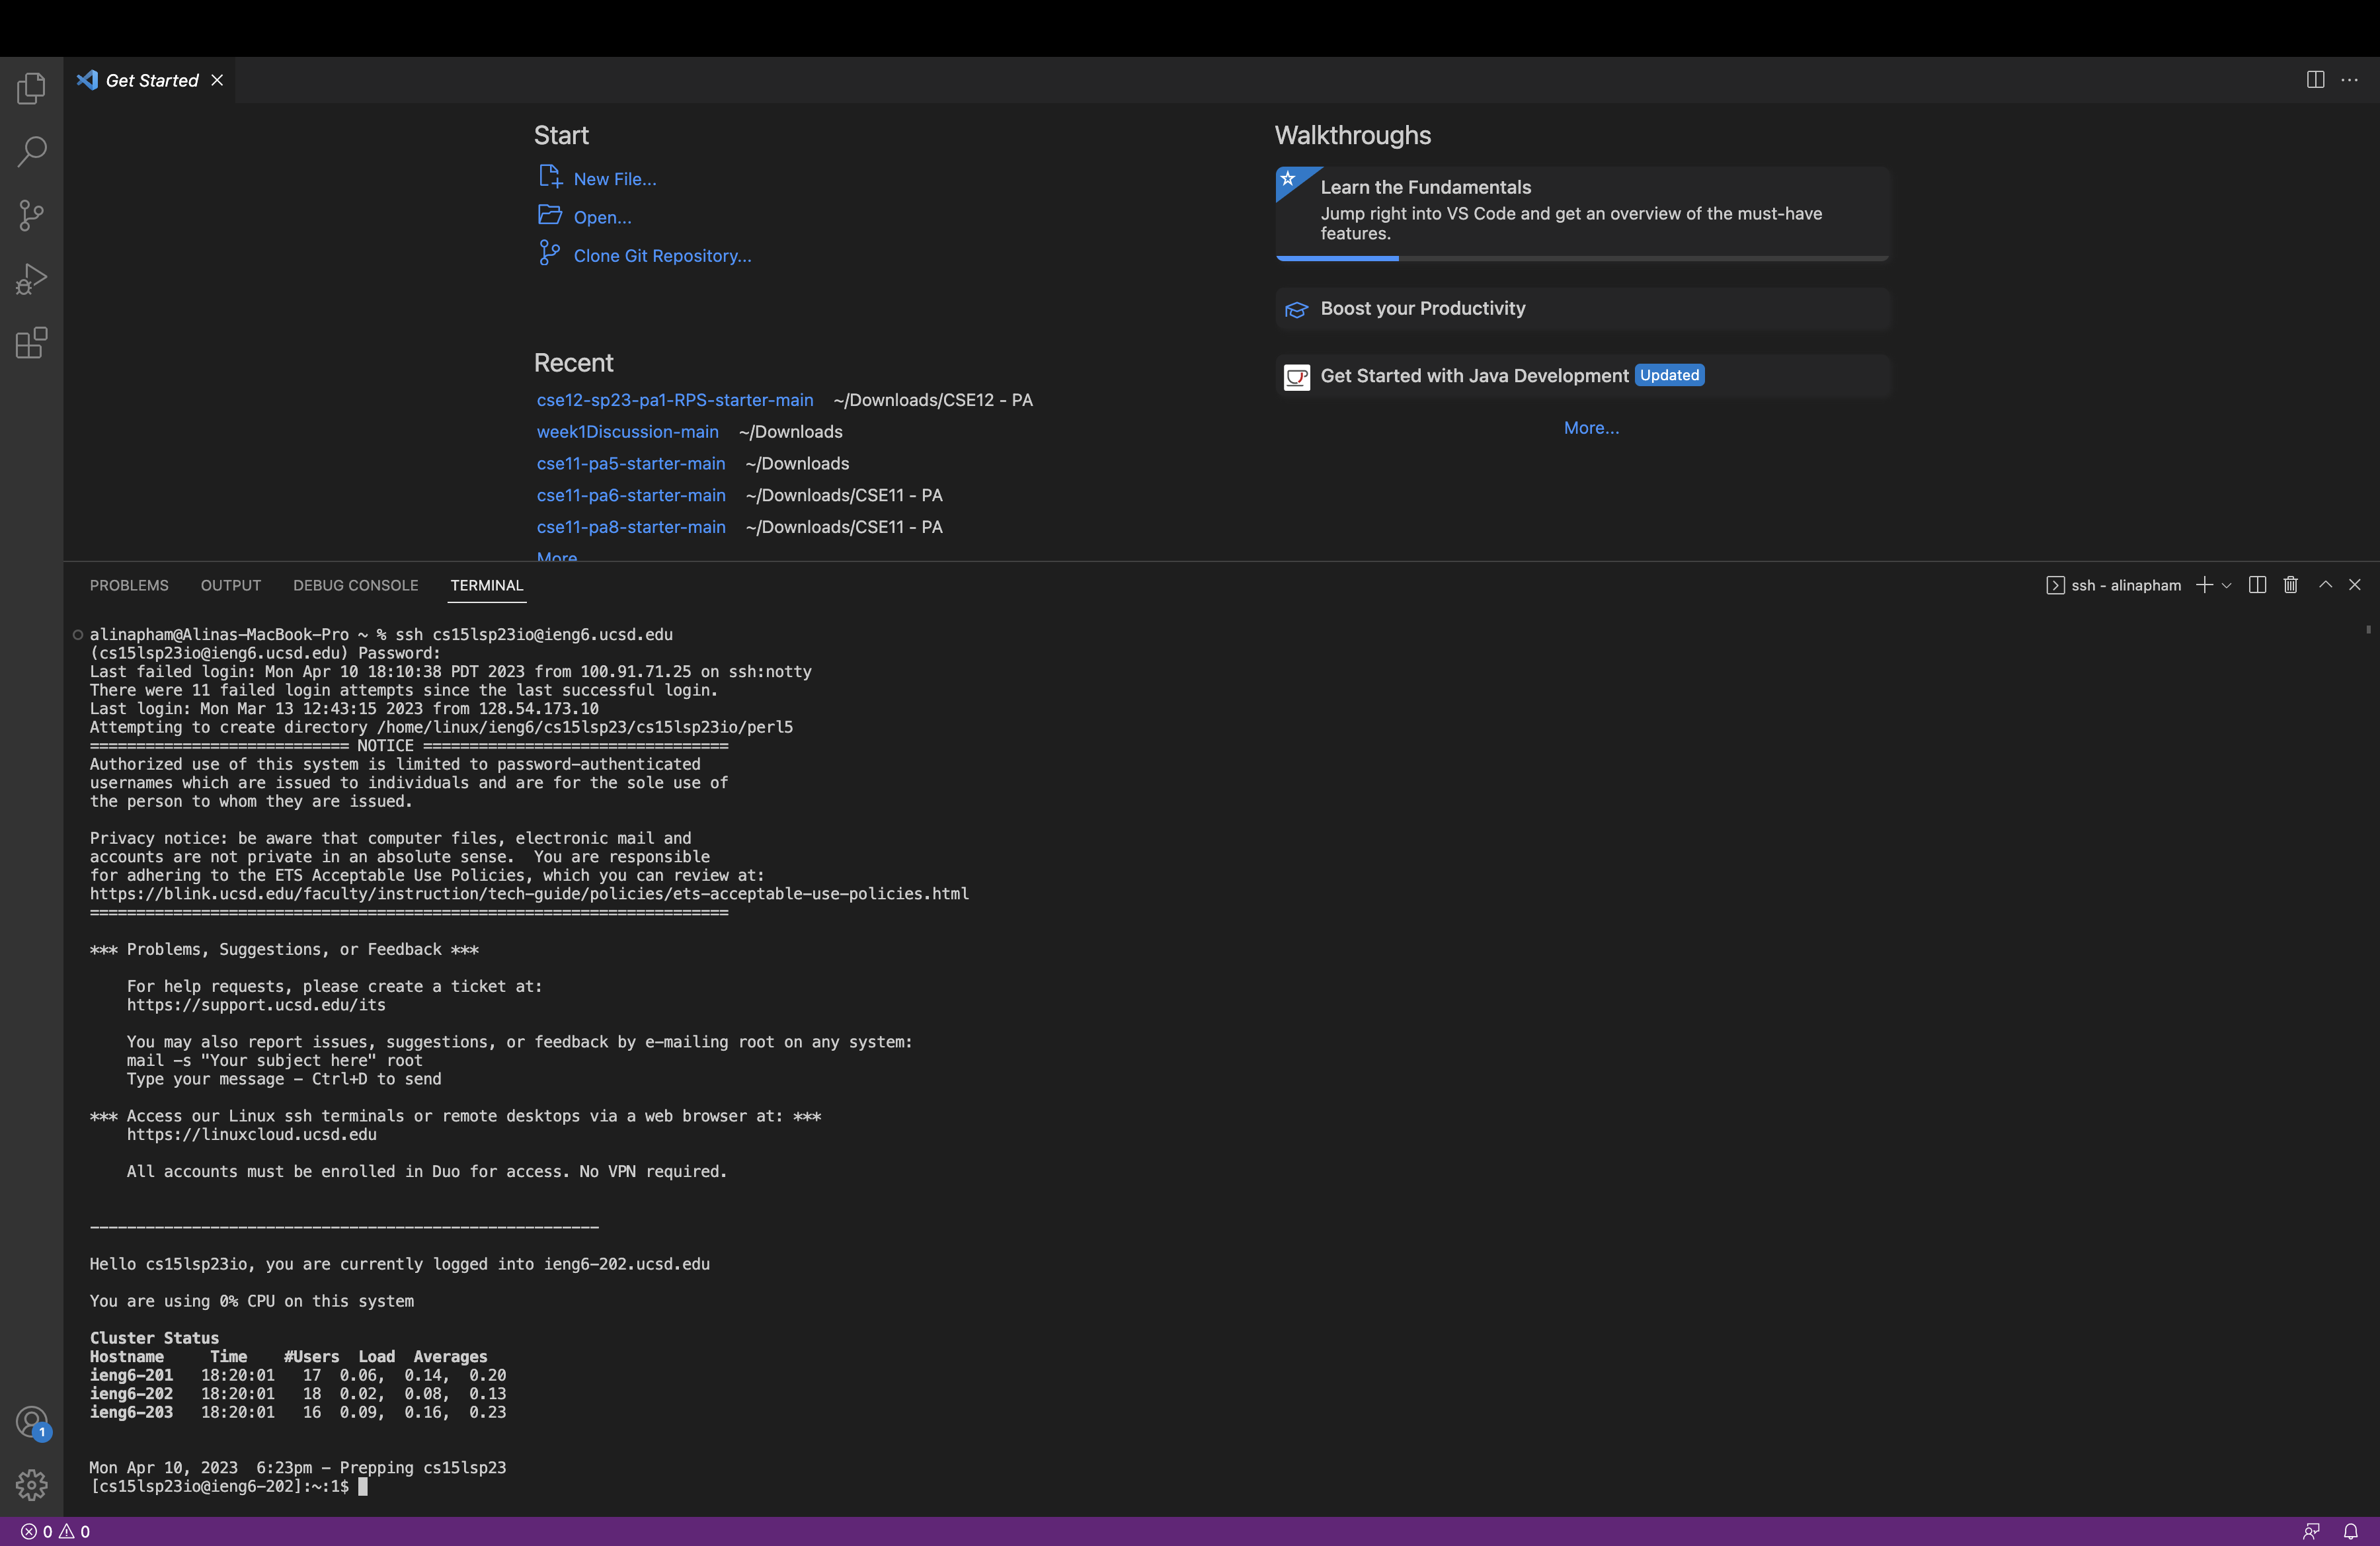 Get Started
Start
New File...
Open...
Clone Git Repository...
Recent
cse12-sp23-pa1-RPS-starter-main ~/Downloads/CSE12 - PA
week1Discussion-main ~/Downloads
cse11-pa5-starter-main ~/Downloads
cse11-pa6-starter-main ~/Downloads/CSE11 - PA
cse11-pa8-starter-main ~/Downloads/CSE11 - PA
More
Walkthroughs
Learn the Fundamentals
Jump right into VS Code and get an overview of the must-have
features.
Boost your Productivity
Get Started with Java Development Updated
More...
PROBLEMS OUTPUT DEBUG CONSOLE TERMINAL
ssh - alinapham
alinapham@Alinas-MacBook-Pro ~ % ssh cs15lsp23io@ieng6.ucsd.edu
(cs15lsp23io@ieng6.ucsd.edu) Password:
Last failed login: Mon Apr 10 18:10:38 PDT 2023 from 100.91.71.25 on ssh:notty
There were 11 failed login attempts since the last successful login.
Last login: Mon Mar 13 12:43:15 2023 from 128.54.173.10
Attempting to create directory /home/linux/ieng6/cs15lsp23/cs15lsp23io/perl5
============================ NOTICE =================================
Authorized use of this system is limited to password-authenticated
usernames which are issued to individuals and are for the sole use of
the person to whom they are issued.
Privacy notice: be aware that computer files, electronic mail and
accounts are not private in an absolute sense.  You are responsible
for adhering to the ETS Acceptable Use Policies, which you can review at:
https://blink.ucsd.edu/faculty/instruction/tech-guide/policies/ets-acceptable-use-policies.html
=====================================================================
*** Problems, Suggestions, or Feedback ***
For help requests, please create a ticket at:
https://support.ucsd.edu/its
You may also report issues, suggestions, or feedback by e-mailing root on any system:
mail -s "Your subject here" root
Type your message - Ctrl+D to send
*** Access our Linux ssh terminals or remote desktops via a web browser at: ***
https://linuxcloud.ucsd.edu
All accounts must be enrolled in Duo for access. No VPN required.
-------------------------------------------------------
Hello cs15lsp23io, you are currently logged into ieng6-202.ucsd.edu
You are using 0% CPU on this system
Cluster Status
Hostname     Time    #Users  Load  Averages
ieng6-201   18:20:01   17  0.06,  0.14,  0.20
ieng6-202   18:20:01   18  0.02,  0.08,  0.13
ieng6-203   18:20:01   16  0.09,  0.16,  0.23
Mon Apr 10, 2023  6:23pm - Prepping cs15lsp23
[cs15lsp23io@ieng6-202]:~:1$
1
0 0